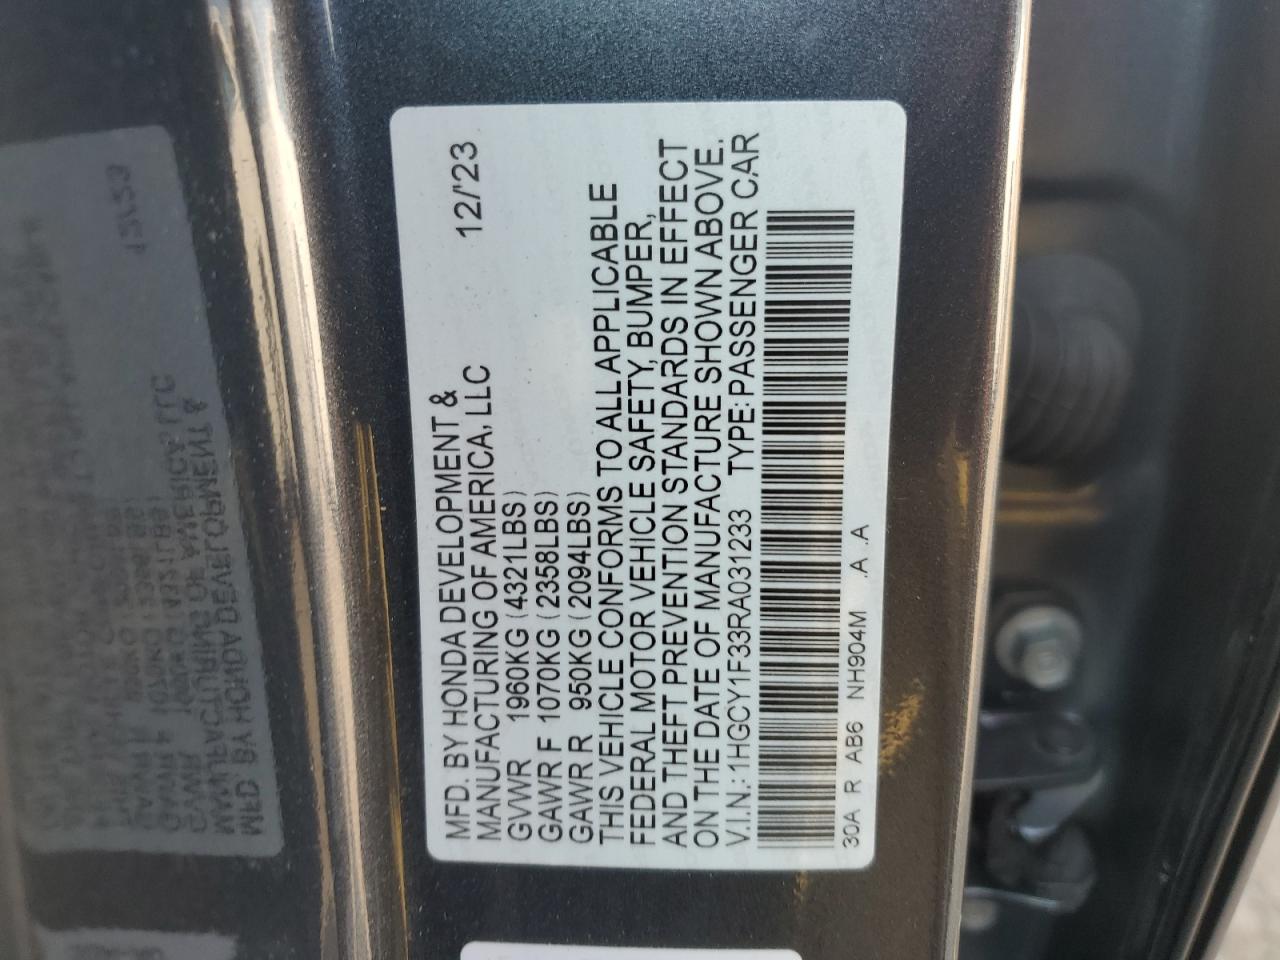 MFD. BY HONDA DEVELOPMENT & 12/'23
MANUFACTURING OF AMERICA, LLC
GVWR 1960KG (4321LBS)
GAWR F 1070KG (2358LBS)
GAWR R 950KG (2094LBS)
THIS VEHICLE CONFORMS TO ALL APPLICABLE
FEDERAL MOTOR VEHICLE SAFETY, BUMPER,
AND THEFT PREVENTION STANDARDS IN EFFECT
ON THE DATE OF MANUFACTURE SHOWN ABOVE.
V.I.N.: 1HGCY1F33RA031233 TYPE: PASSENGER CAR
30A R AB6 NH904M .A .A